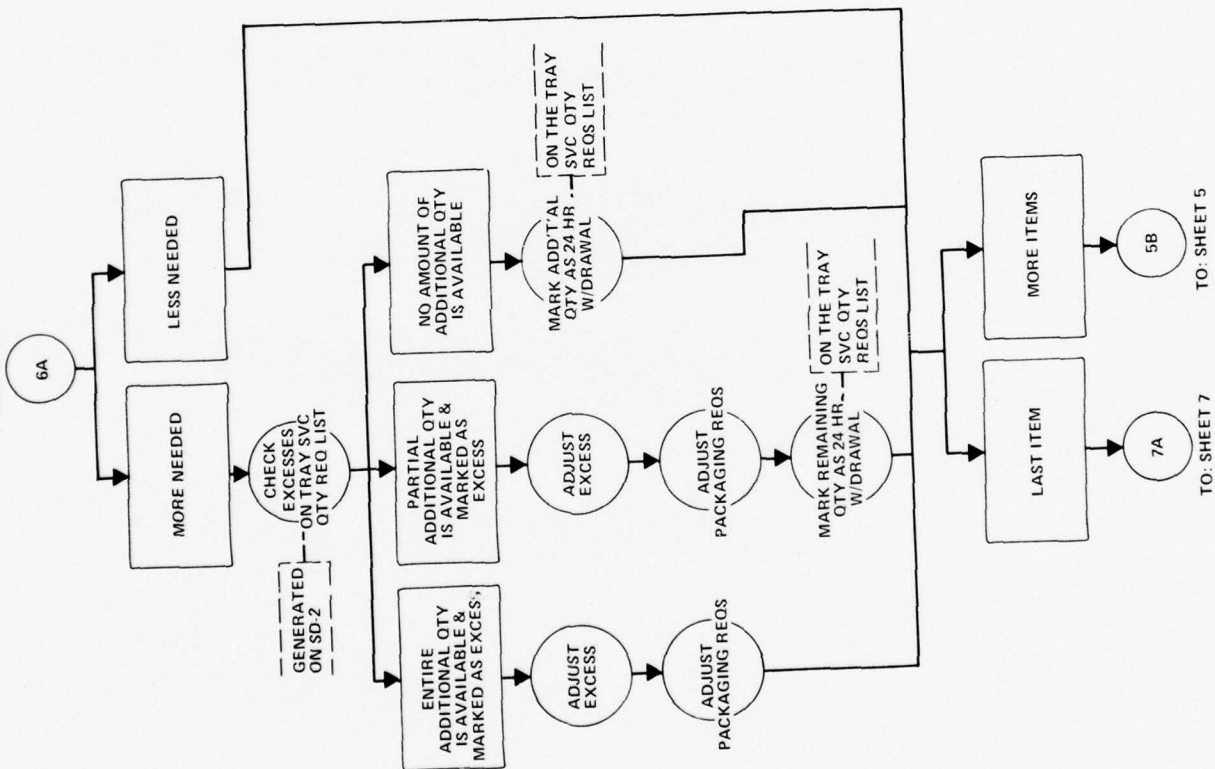 6A
MORE NEEDED
LESS NEEDED
GENERATED
ON SD-2
CHECK
EXCESSES
ON TRAY SVC
QTY REQ LIST
ENTIRE
ADDITIONAL QTY
IS AVAILABLE &
MARKED AS EXCESS
PARTIAL
ADDITIONAL QTY
IS AVAILABLE &
MARKED AS
EXCESS
NO AMOUNT OF
ADDITIONAL QTY
IS AVAILABLE
ADJUST
EXCESS
ADJUST
EXCESS
MARK ADD'T'AL
QTY AS 24 HR
W/DRAWAL
ON THE TRAY
SVC QTY
REQS LIST
ADJUST
PACKAGING REQS
ADJUST
PACKAGING REQS
MARK REMAINING
QTY AS 24 HR
W/DRAWAL
ON THE TRAY
SVC QTY
REQS LIST
LAST ITEM
MORE ITEMS
7A
5B
TO: SHEET 7
TO: SHEET 5